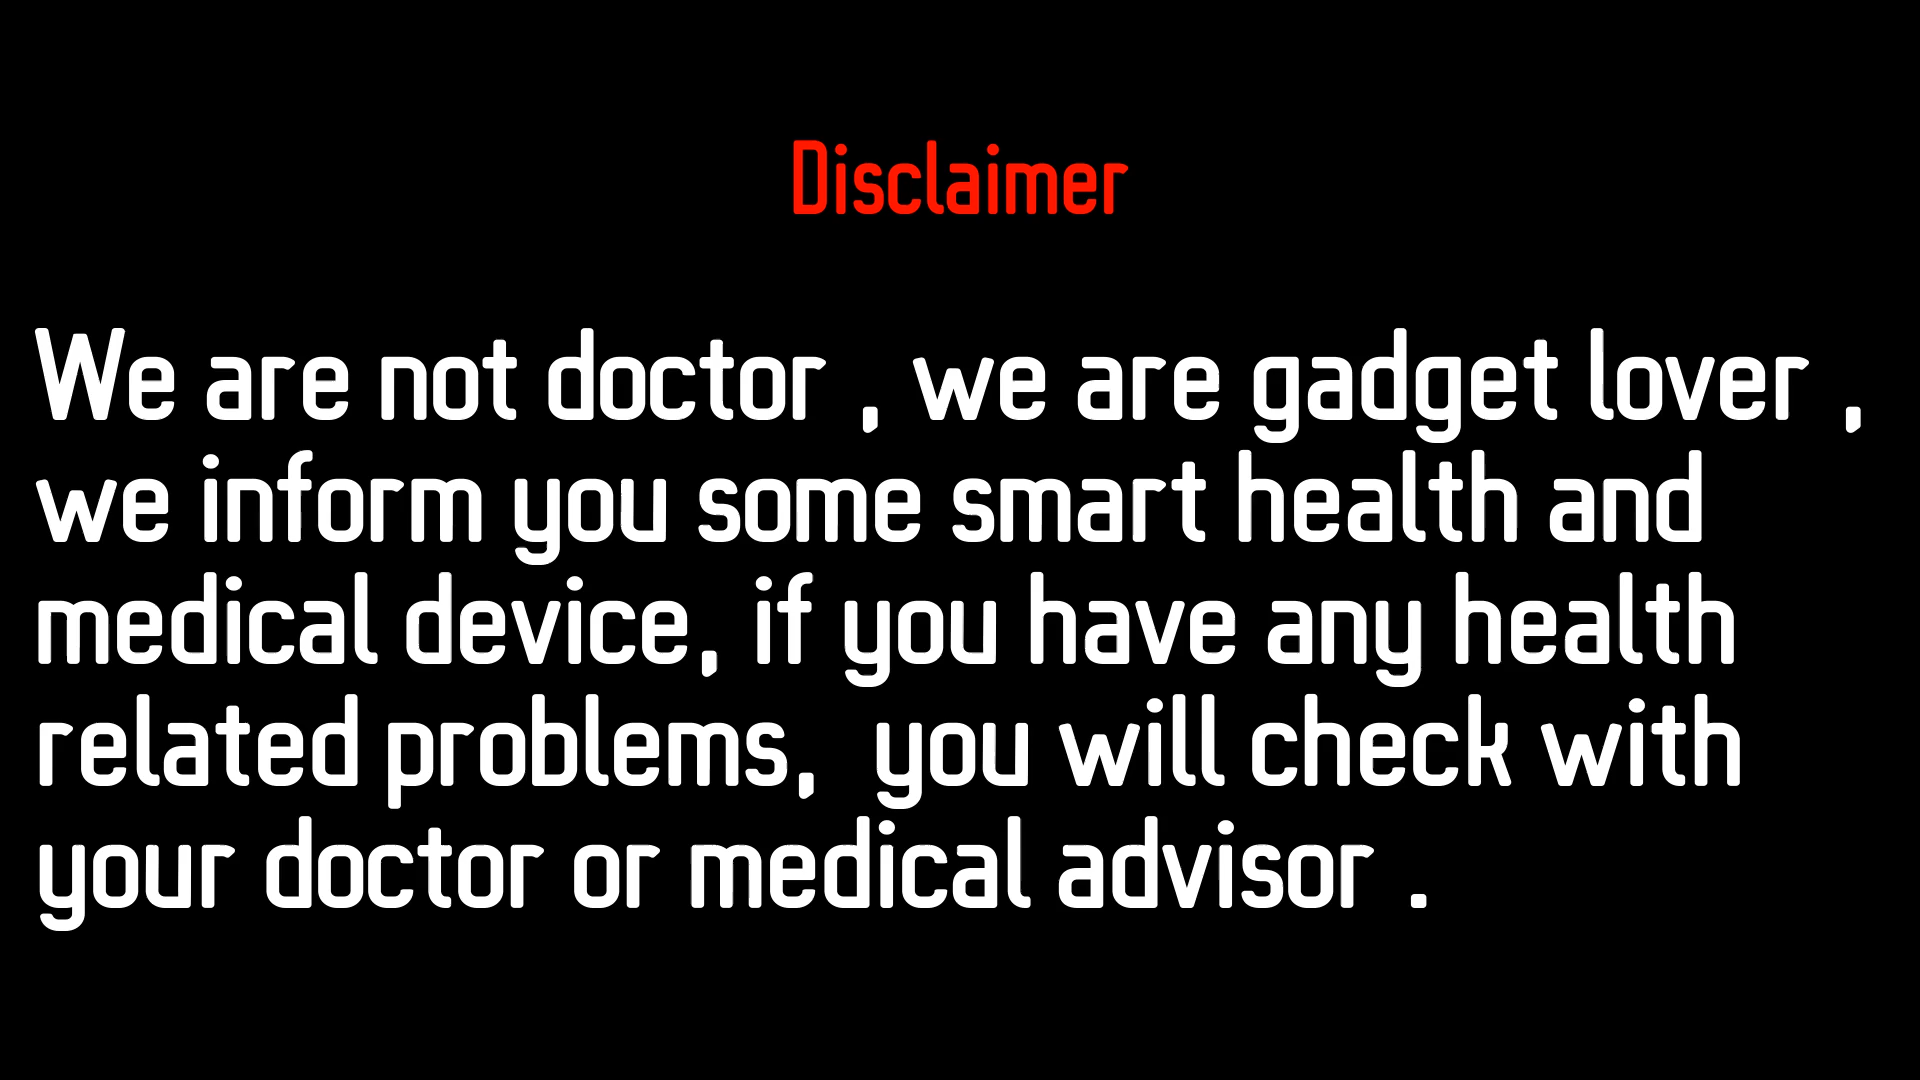 Disclaimer
We are not doctor , we are gadget lover ,
we inform you some smart health and
medical device, if you have any health
related problems,  you will check with
your doctor or medical advisor .